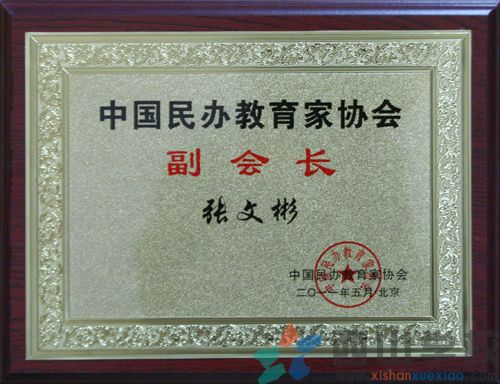 中国民办教育家协会
副会长
张文彬
中国民办教育家协会
二〇一一年五月·北京
www.xishanxuexiao.com